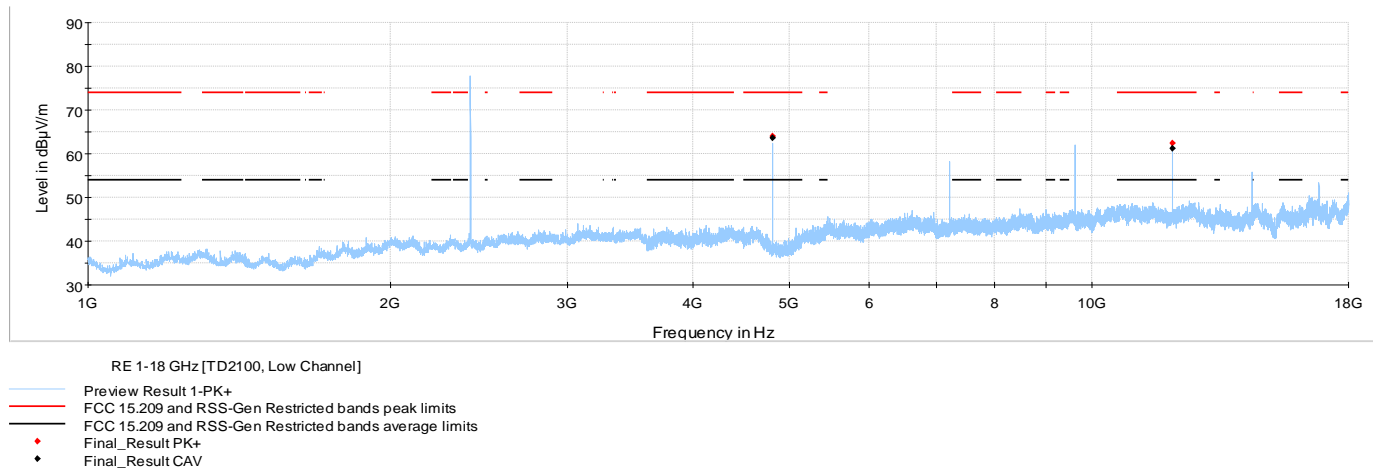 90
80
70
60
50
40
30
Level in dBµV/m
1G 2G 3G 4G 5G 6 8 10G 18G
Frequency in Hz
RE 1-18 GHz [TD2100, Low Channel]
Preview Result 1-PK+
FCC 15.209 and RSS-Gen Restricted bands peak limits
FCC 15.209 and RSS-Gen Restricted bands average limits
Final_Result PK+
Final_Result CAV